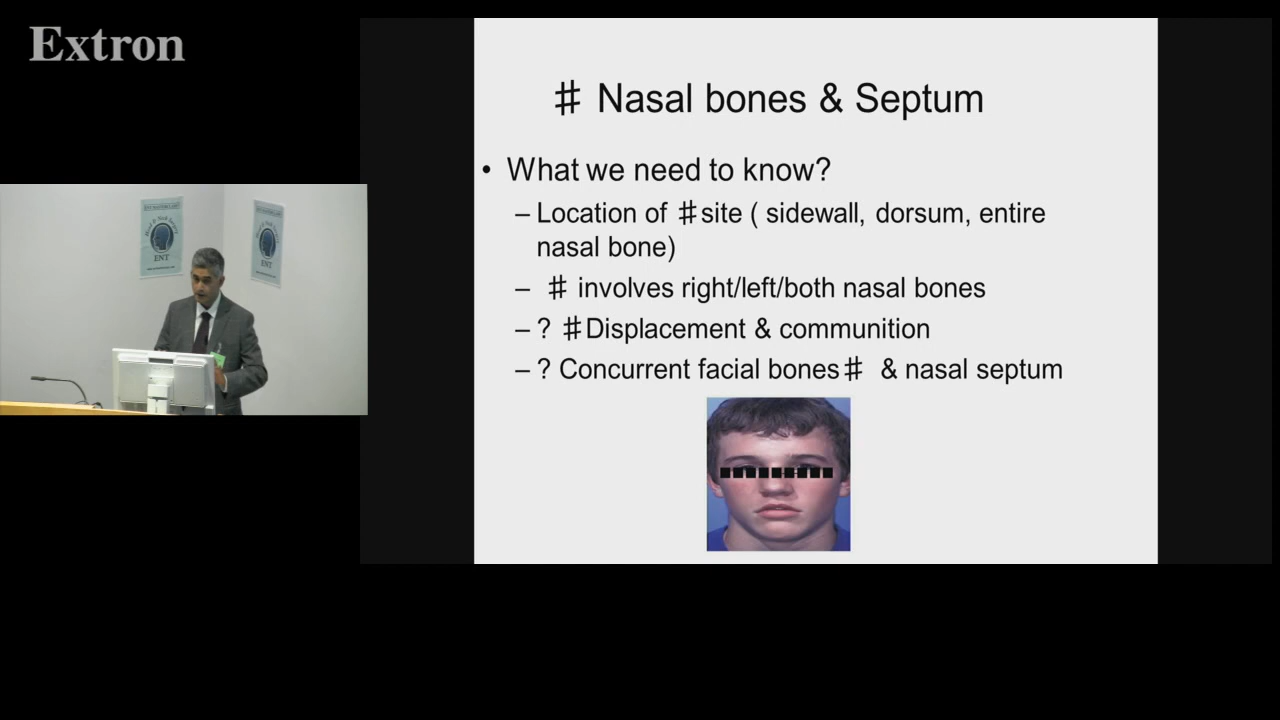 Extron
♯ Nasal bones & Septum
• What we need to know?
– Location of ♯site ( sidewall, dorsum, entire
nasal bone)
– ♯ involves right/left/both nasal bones
– ? ♯Displacement & communition
– ? Concurrent facial bones♯ & nasal septum
ENT
ENT